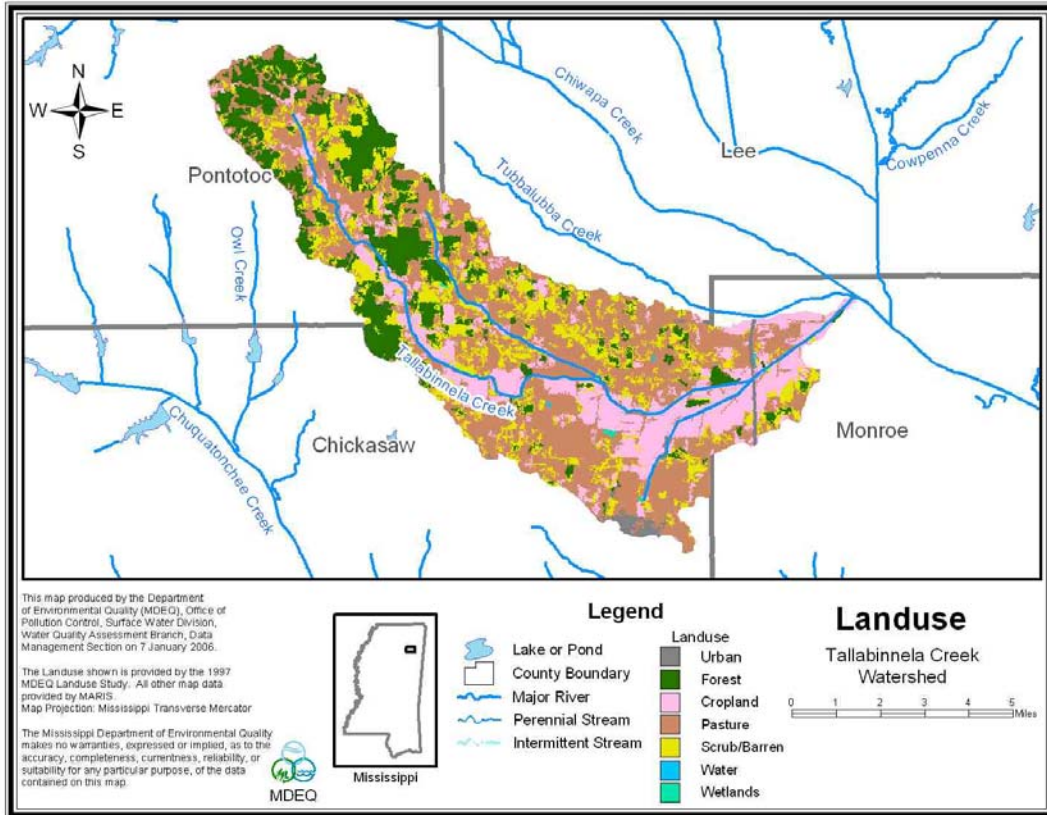 N
W E
S
Pontotoc
Lee
Chickasaw
Monroe
Chiwapa Creek
Cowpenna Creek
Tubbalubba Creek
Owl Creek
Tallabinnela Creek
Chuquatonchee Creek
This map produced by the Department
of Environmental Quality (MDEQ), Office of
Pollution Control, Surface Water Division,
Water Quality Assessment Branch, Data
Management Section on 7 January 2006.
The Landuse shown is provided by the 1997
MDEQ Landuse Study. All other map data
provided by MARIS.
Map Projection: Mississippi Transverse Mercator
The Mississippi Department of Environmental Quality
makes no warranties, expressed or implied, as to the
accuracy, completeness, currentness, reliability, or
suitability for any particular purpose, of the data
contained on this map.
MDEQ
Mississippi
Legend
Lake or Pond
County Boundary
Major River
Perennial Stream
Intermittent Stream
Landuse
Urban
Forest
Cropland
Pasture
Scrub/Barren
Water
Wetlands
Landuse
Tallabinnela Creek
Watershed
0 1 2 3 4 5
Miles